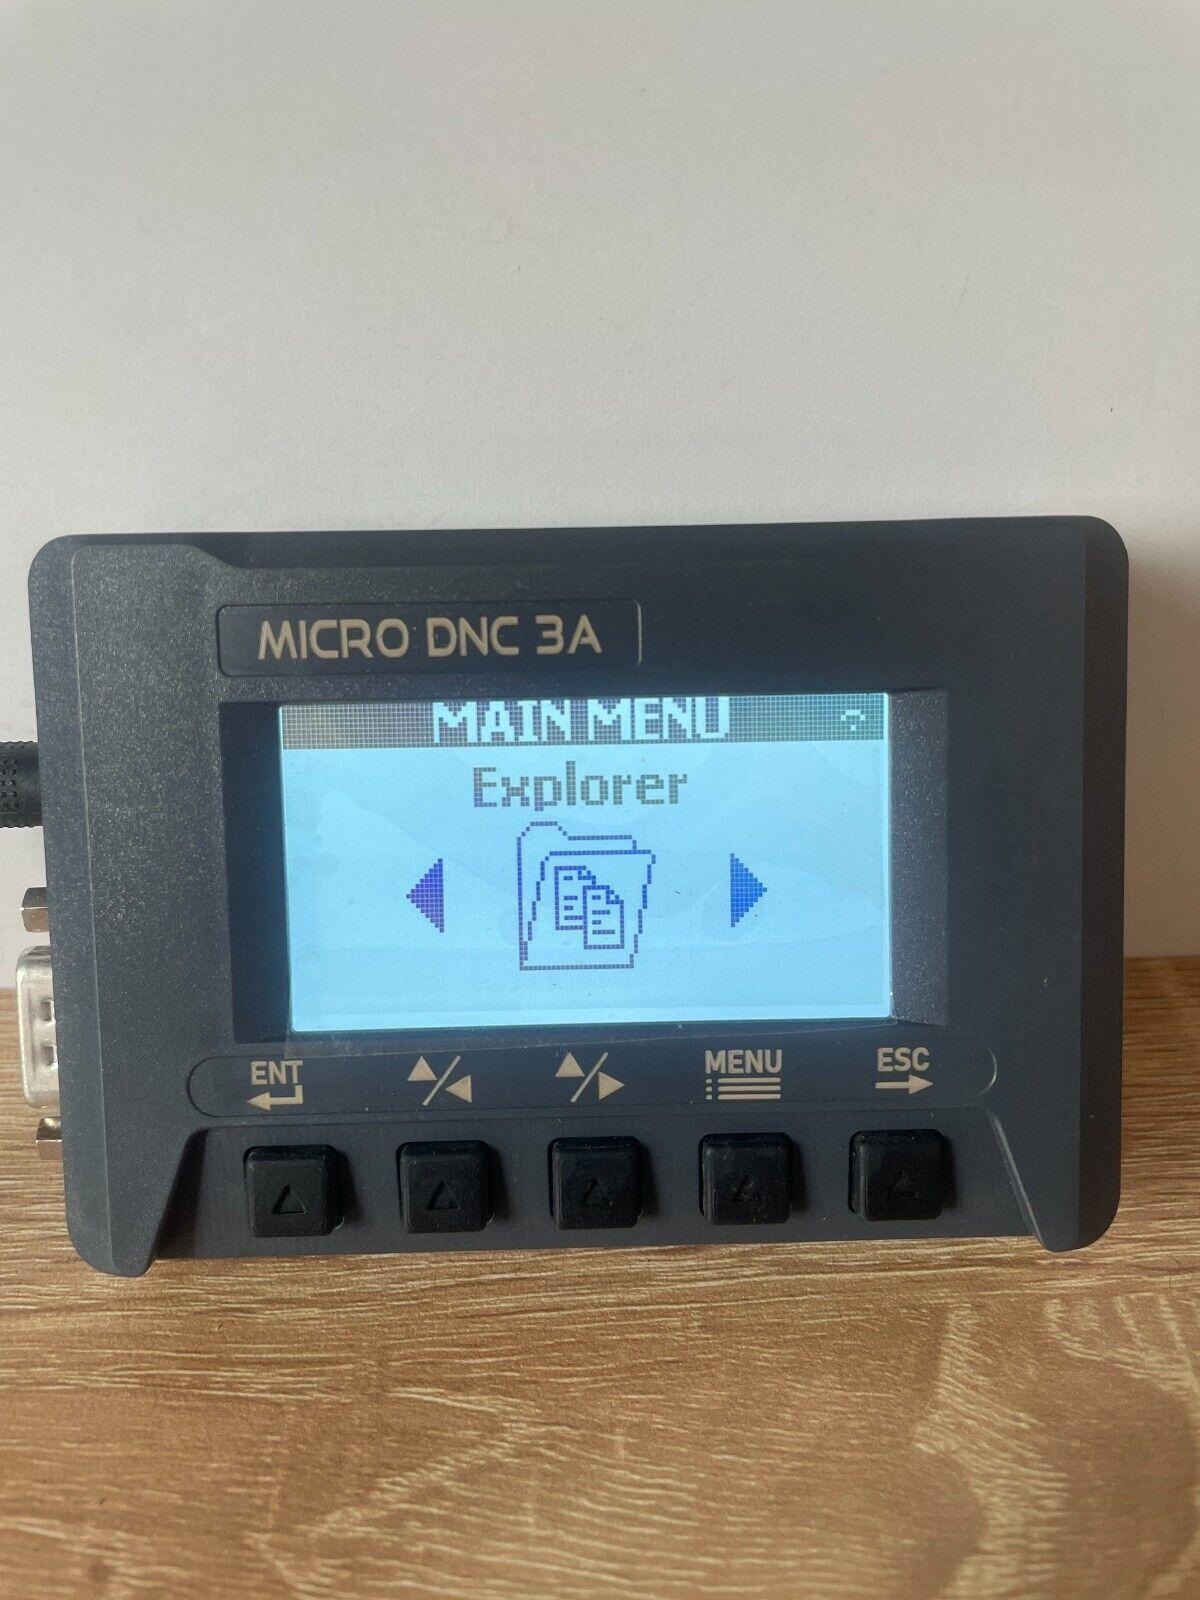 MICRO DNC 3A
MAIN MENU
Explorer
ENT
MENU
ESC